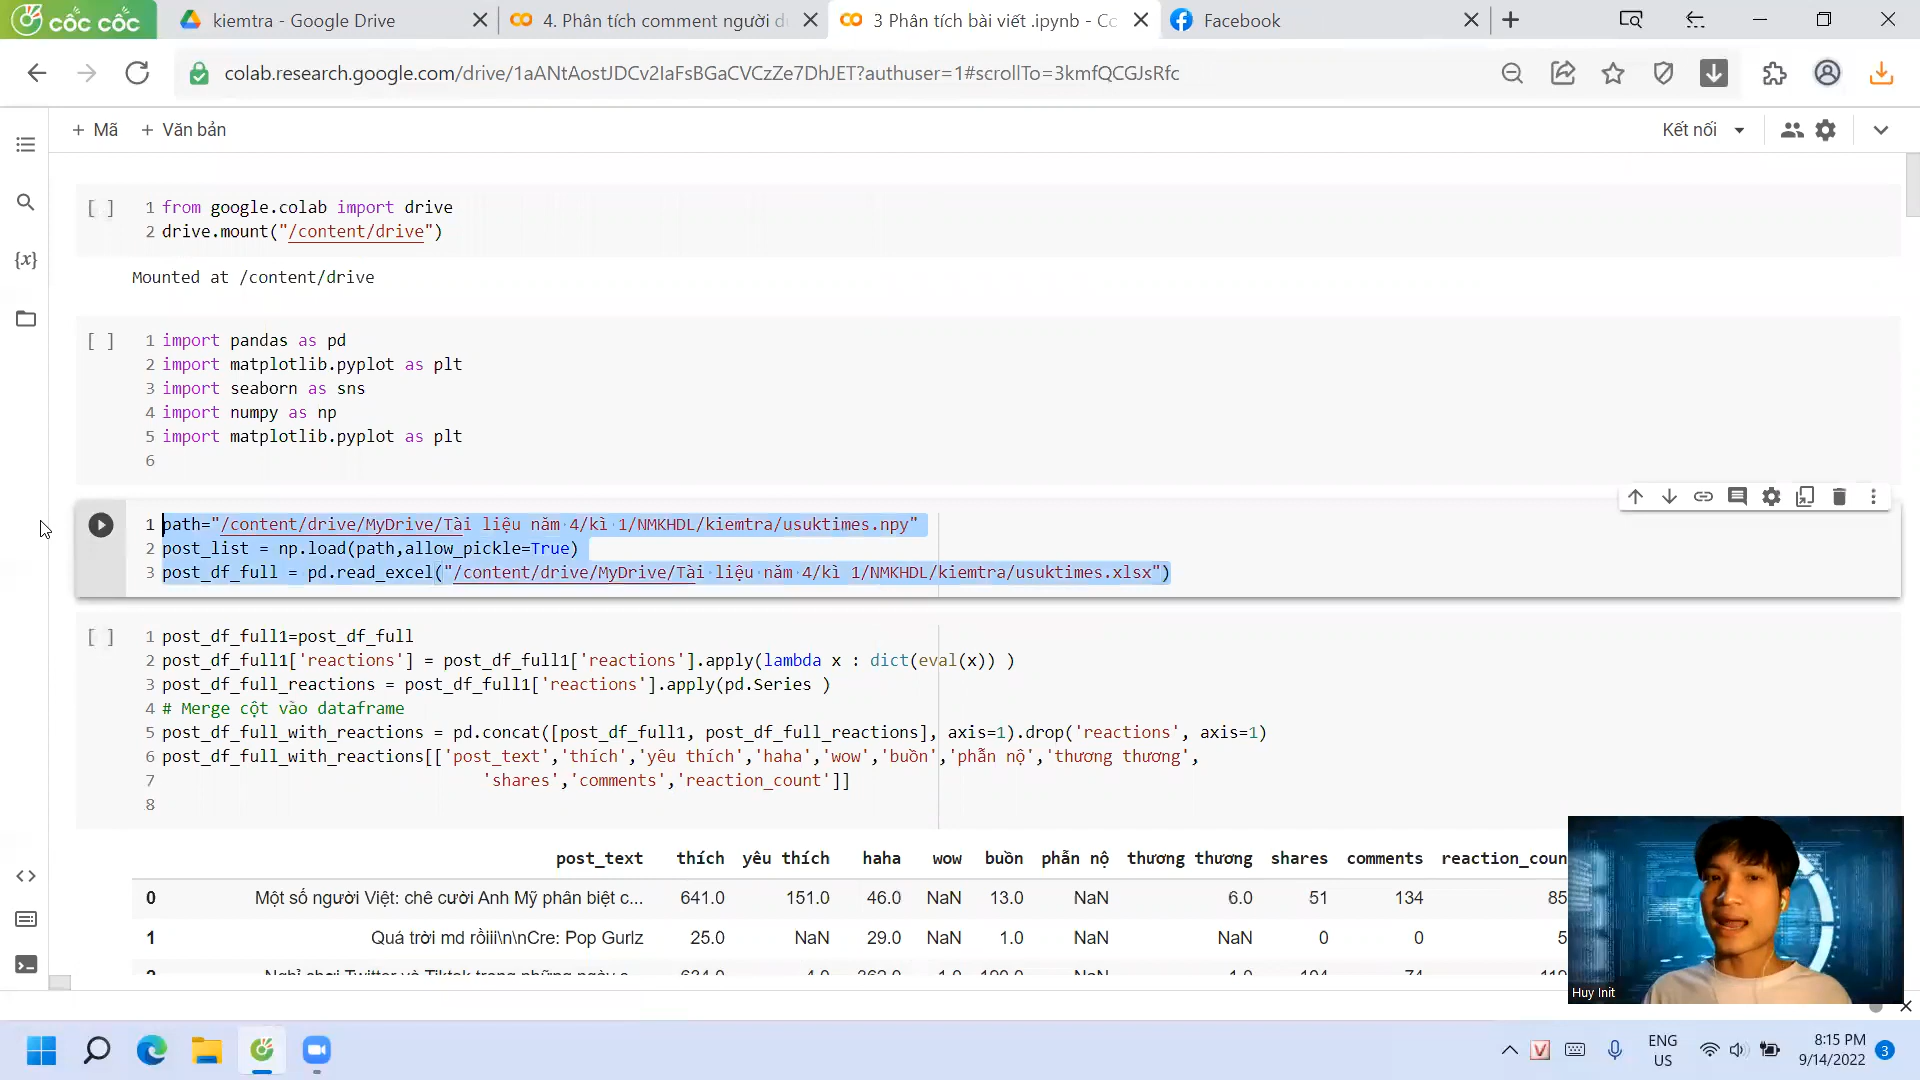 cốc cốc
kiemtra - Google Drive
4. Phân tích comment người d
3 Phân tích bài viết .ipynb - Co
Facebook
colab.research.google.com/drive/1aANtAostJDCv2IaFsBGaCVCzZe7DhJET?authuser=1#scrollTo=3kmfQCGJsRfc
+ Mã + Văn bản
Kết nối
[ ] 1 from google.colab import drive
2 drive.mount("/content/drive")
Mounted at /content/drive
[ ] 1 import pandas as pd
2 import matplotlib.pyplot as plt
3 import seaborn as sns
4 import numpy as np
5 import matplotlib.pyplot as plt
6
1 path="/content/drive/MyDrive/Tài liệu năm 4/kì 1/NMKHDL/kiemtra/usuktimes.npy"
2 post_list = np.load(path,allow_pickle=True)
3 post_df_full = pd.read_excel("/content/drive/MyDrive/Tài liệu năm 4/kì 1/NMKHDL/kiemtra/usuktimes.xlsx")
[ ] 1 post_df_full1=post_df_full
2 post_df_full1['reactions'] = post_df_full1['reactions'].apply(lambda x : dict(eval(x)) )
3 post_df_full_reactions = post_df_full1['reactions'].apply(pd.Series )
4 # Merge cột vào dataframe
5 post_df_full_with_reactions = pd.concat([post_df_full1, post_df_full_reactions], axis=1).drop('reactions', axis=1)
6 post_df_full_with_reactions[['post_text','thích','yêu thích','haha','wow','buồn','phẫn nộ','thương thương',
7 'shares','comments','reaction_count']]
8
post_text thích yêu thích haha wow buồn phẫn nộ thương thương shares comments reaction_coun
0 Một số người Việt: chê cười Anh Mỹ phân biệt c... 641.0 151.0 46.0 NaN 13.0 NaN 6.0 51 134 85
1 Quá trời md rồiii\n\nCre: Pop Gurlz 25.0 NaN 29.0 NaN 1.0 NaN NaN 0 0 5
Huy Init
ENG
US
8:15 PM
9/14/2022
3